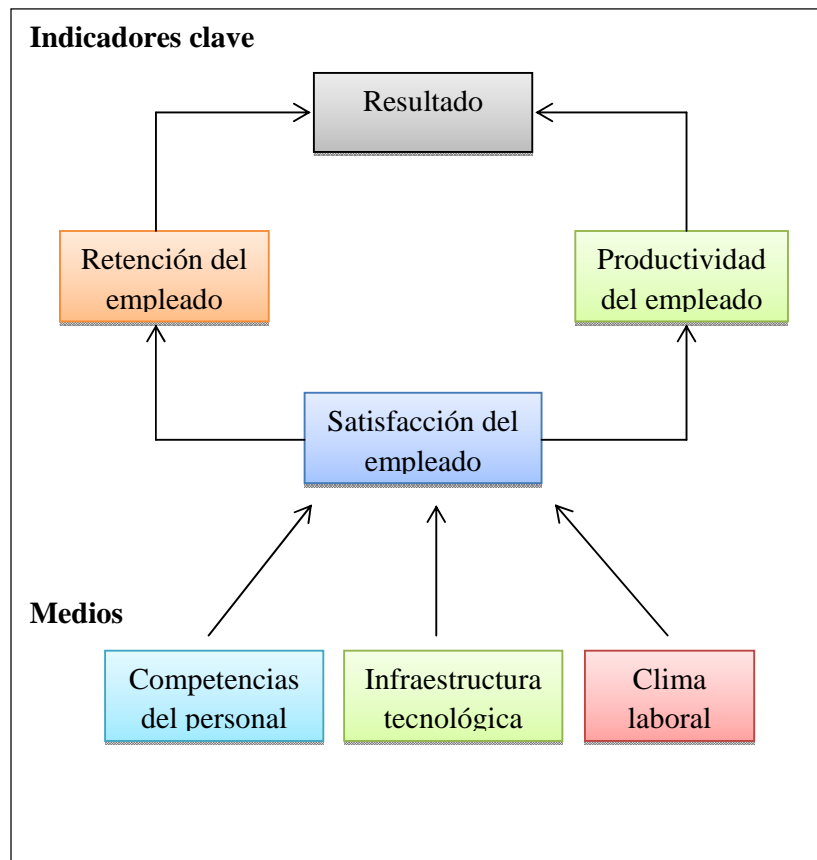 Indicadores clave
Resultado
Retención del
empleado
Productividad
del empleado
Satisfacción del
empleado
Medios
Competencias
del personal
Infraestructura
tecnológica
Clima
laboral